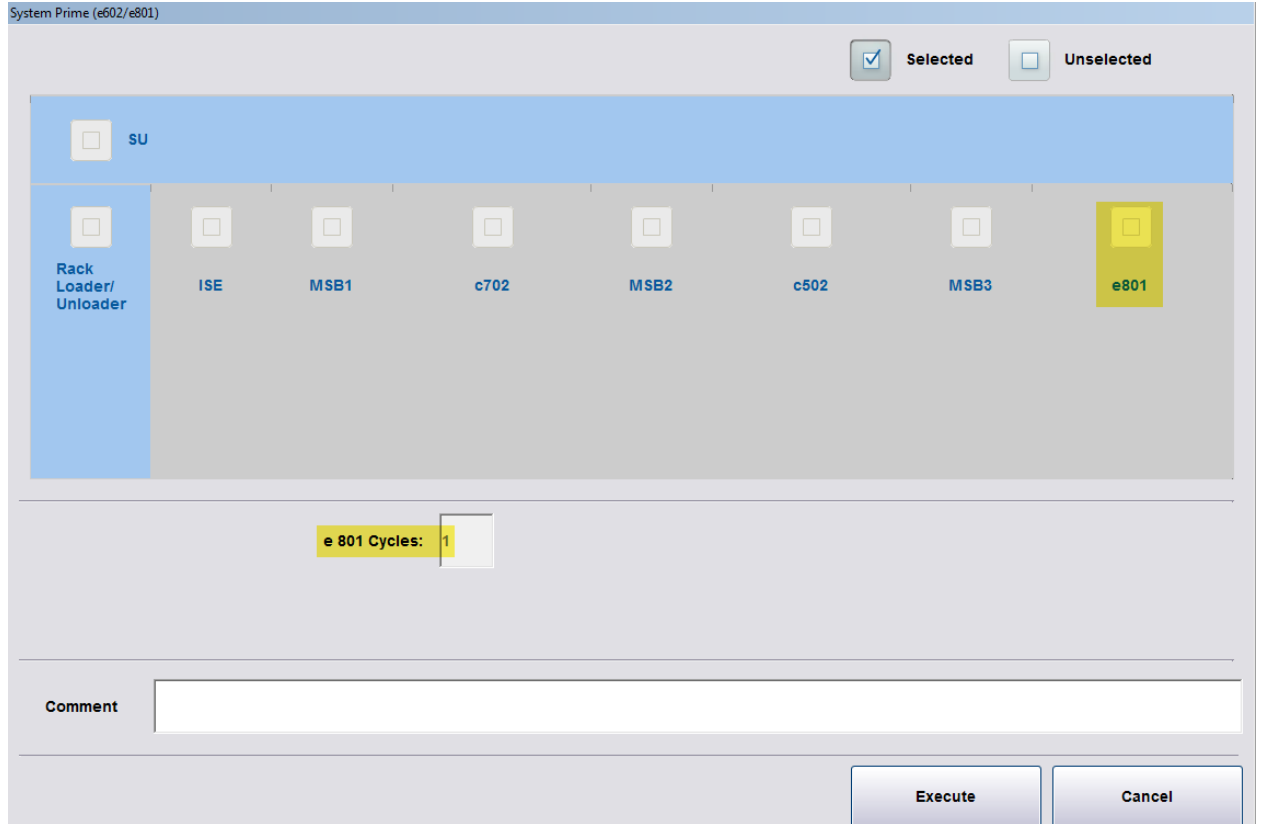 System Prime (e602/e801)
Selected
Unselected
SU
Rack
Loader/
Unloader
ISE
MSB1
c702
MSB2
c502
MSB3
e801
e 801 Cycles: 1
Comment
Execute
Cancel